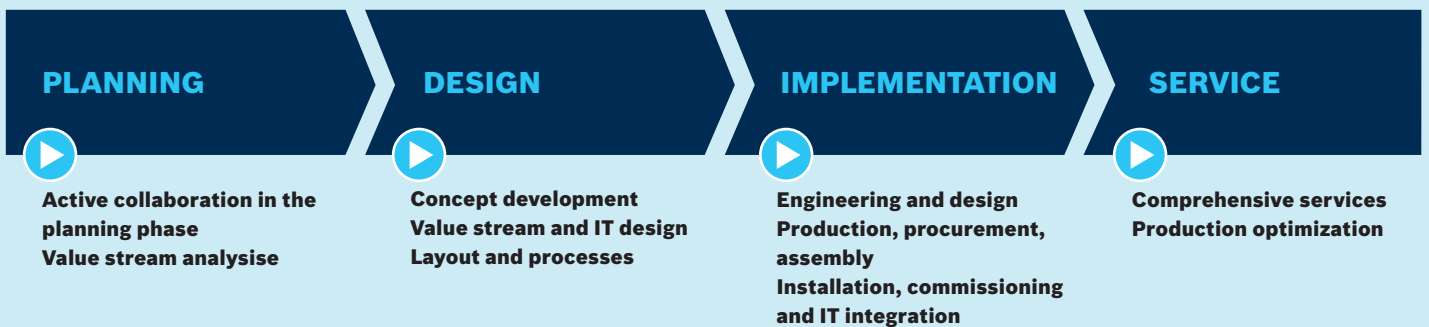 PLANNING
Active collaboration in the
planning phase
Value stream analysise
DESIGN
Concept development
Value stream and IT design
Layout and processes
IMPLEMENTATION
Engineering and design
Production, procurement,
assembly
Installation, commissioning
and IT integration
SERVICE
Comprehensive services
Production optimization